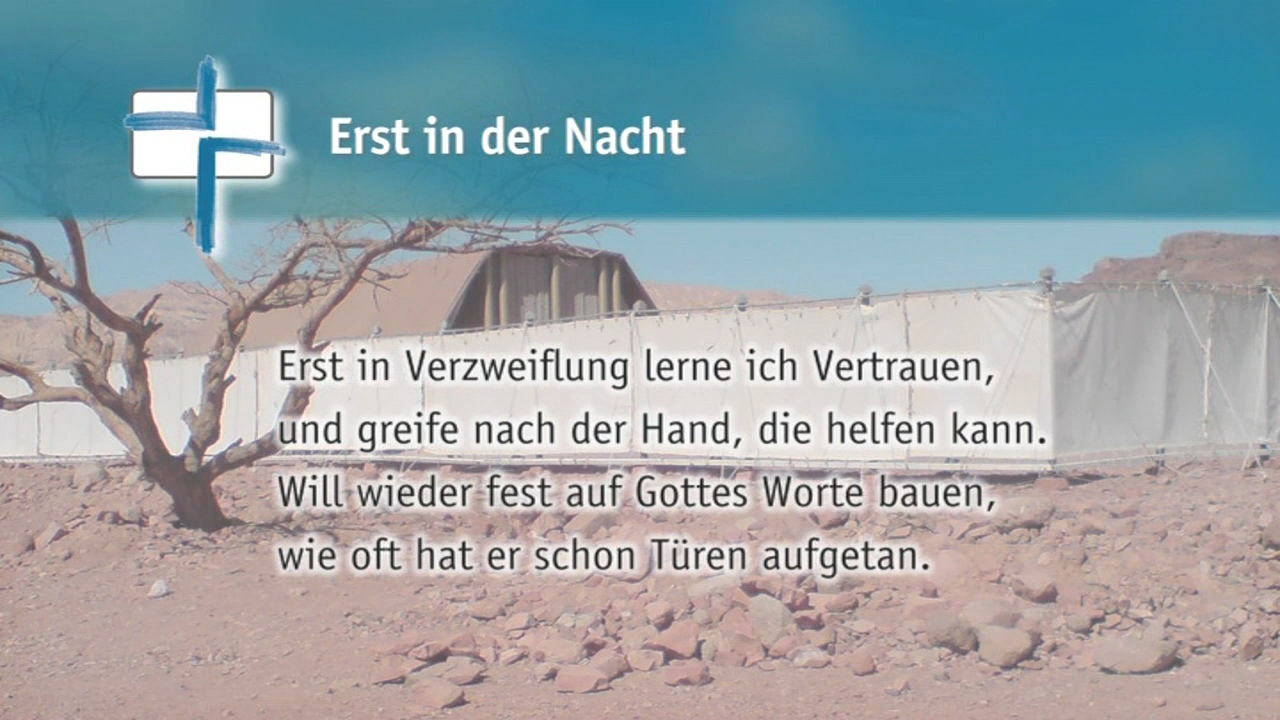 Erst in der Nacht
Erst in Verzweiflung lerne ich Vertrauen,
und greife nach der Hand, die helfen kann.
Will wieder fest auf Gottes Worte bauen,
wie oft hat er schon Türen aufgetan.